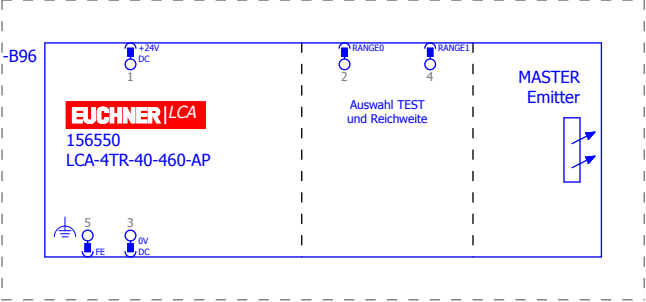 -B96
+24V
DC
1
RANGE0
2
RANGE1
4
MASTER
Emitter
EUCHNER LCA
156550
LCA-4TR-40-460-AP
Auswahl TEST
und Reichweite
5
FE
3
0V
DC